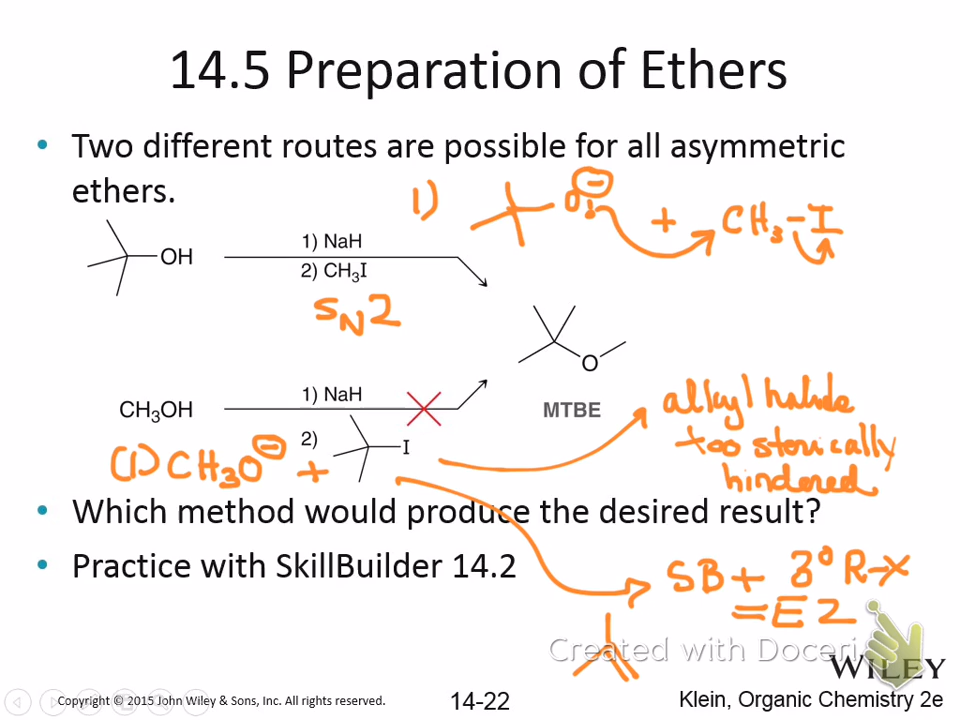 14.5 Preparation of Ethers
• Two different routes are possible for all asymmetric
ethers.
1) O: ⊖ + CH3-I
OH
1) NaH
2) CH3I
SN2
O
MTBE
CH3OH
1) NaH
2)
I
alkyl halide
too sterically
hindered
(1) CH3O⊖ +
• Which method would produce the desired result?
• Practice with SkillBuilder 14.2
SB + 3° R-X
= E2
Created with Doceri
WILEY
Copyright © 2015 John Wiley & Sons, Inc. All rights reserved.
14-22
Klein, Organic Chemistry 2e